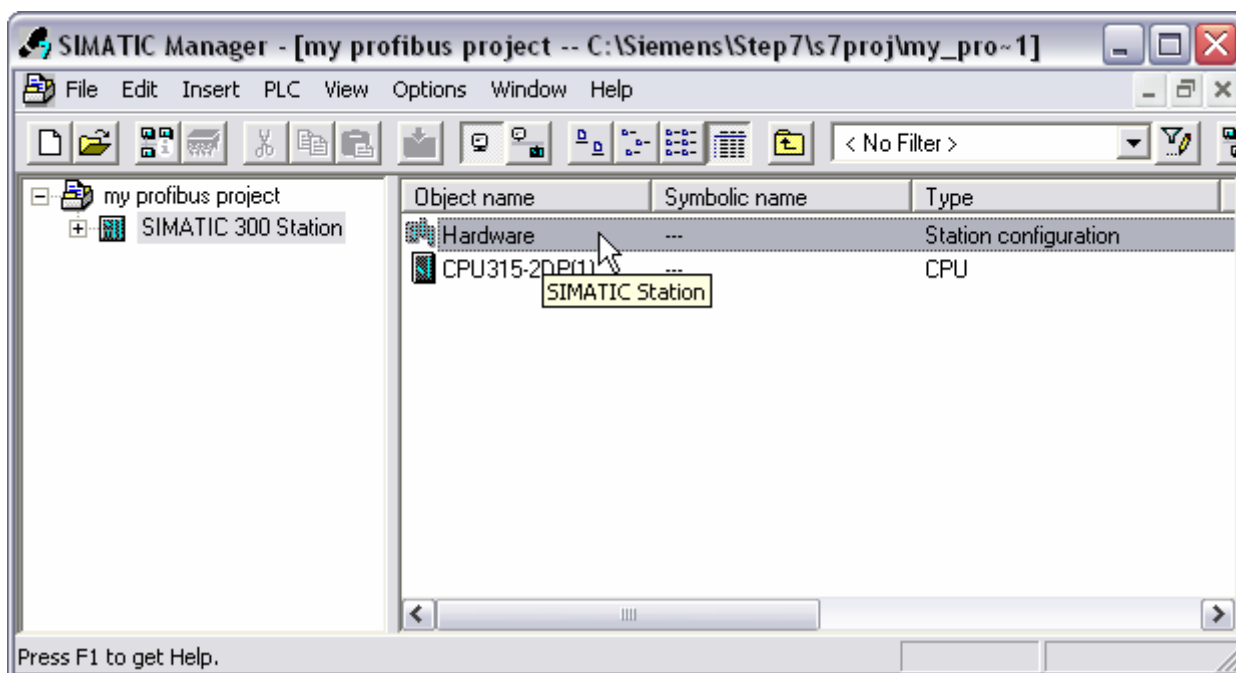 SIMATIC Manager - [my profibus project -- C:\Siemens\Step7\s7proj\my_pro~1]
File Edit Insert PLC View Options Window Help
< No Filter >
my profibus project
SIMATIC 300 Station
Object name Symbolic name Type
Hardware --- Station configuration
CPU315-2DP(1) --- CPU
SIMATIC Station
Press F1 to get Help.